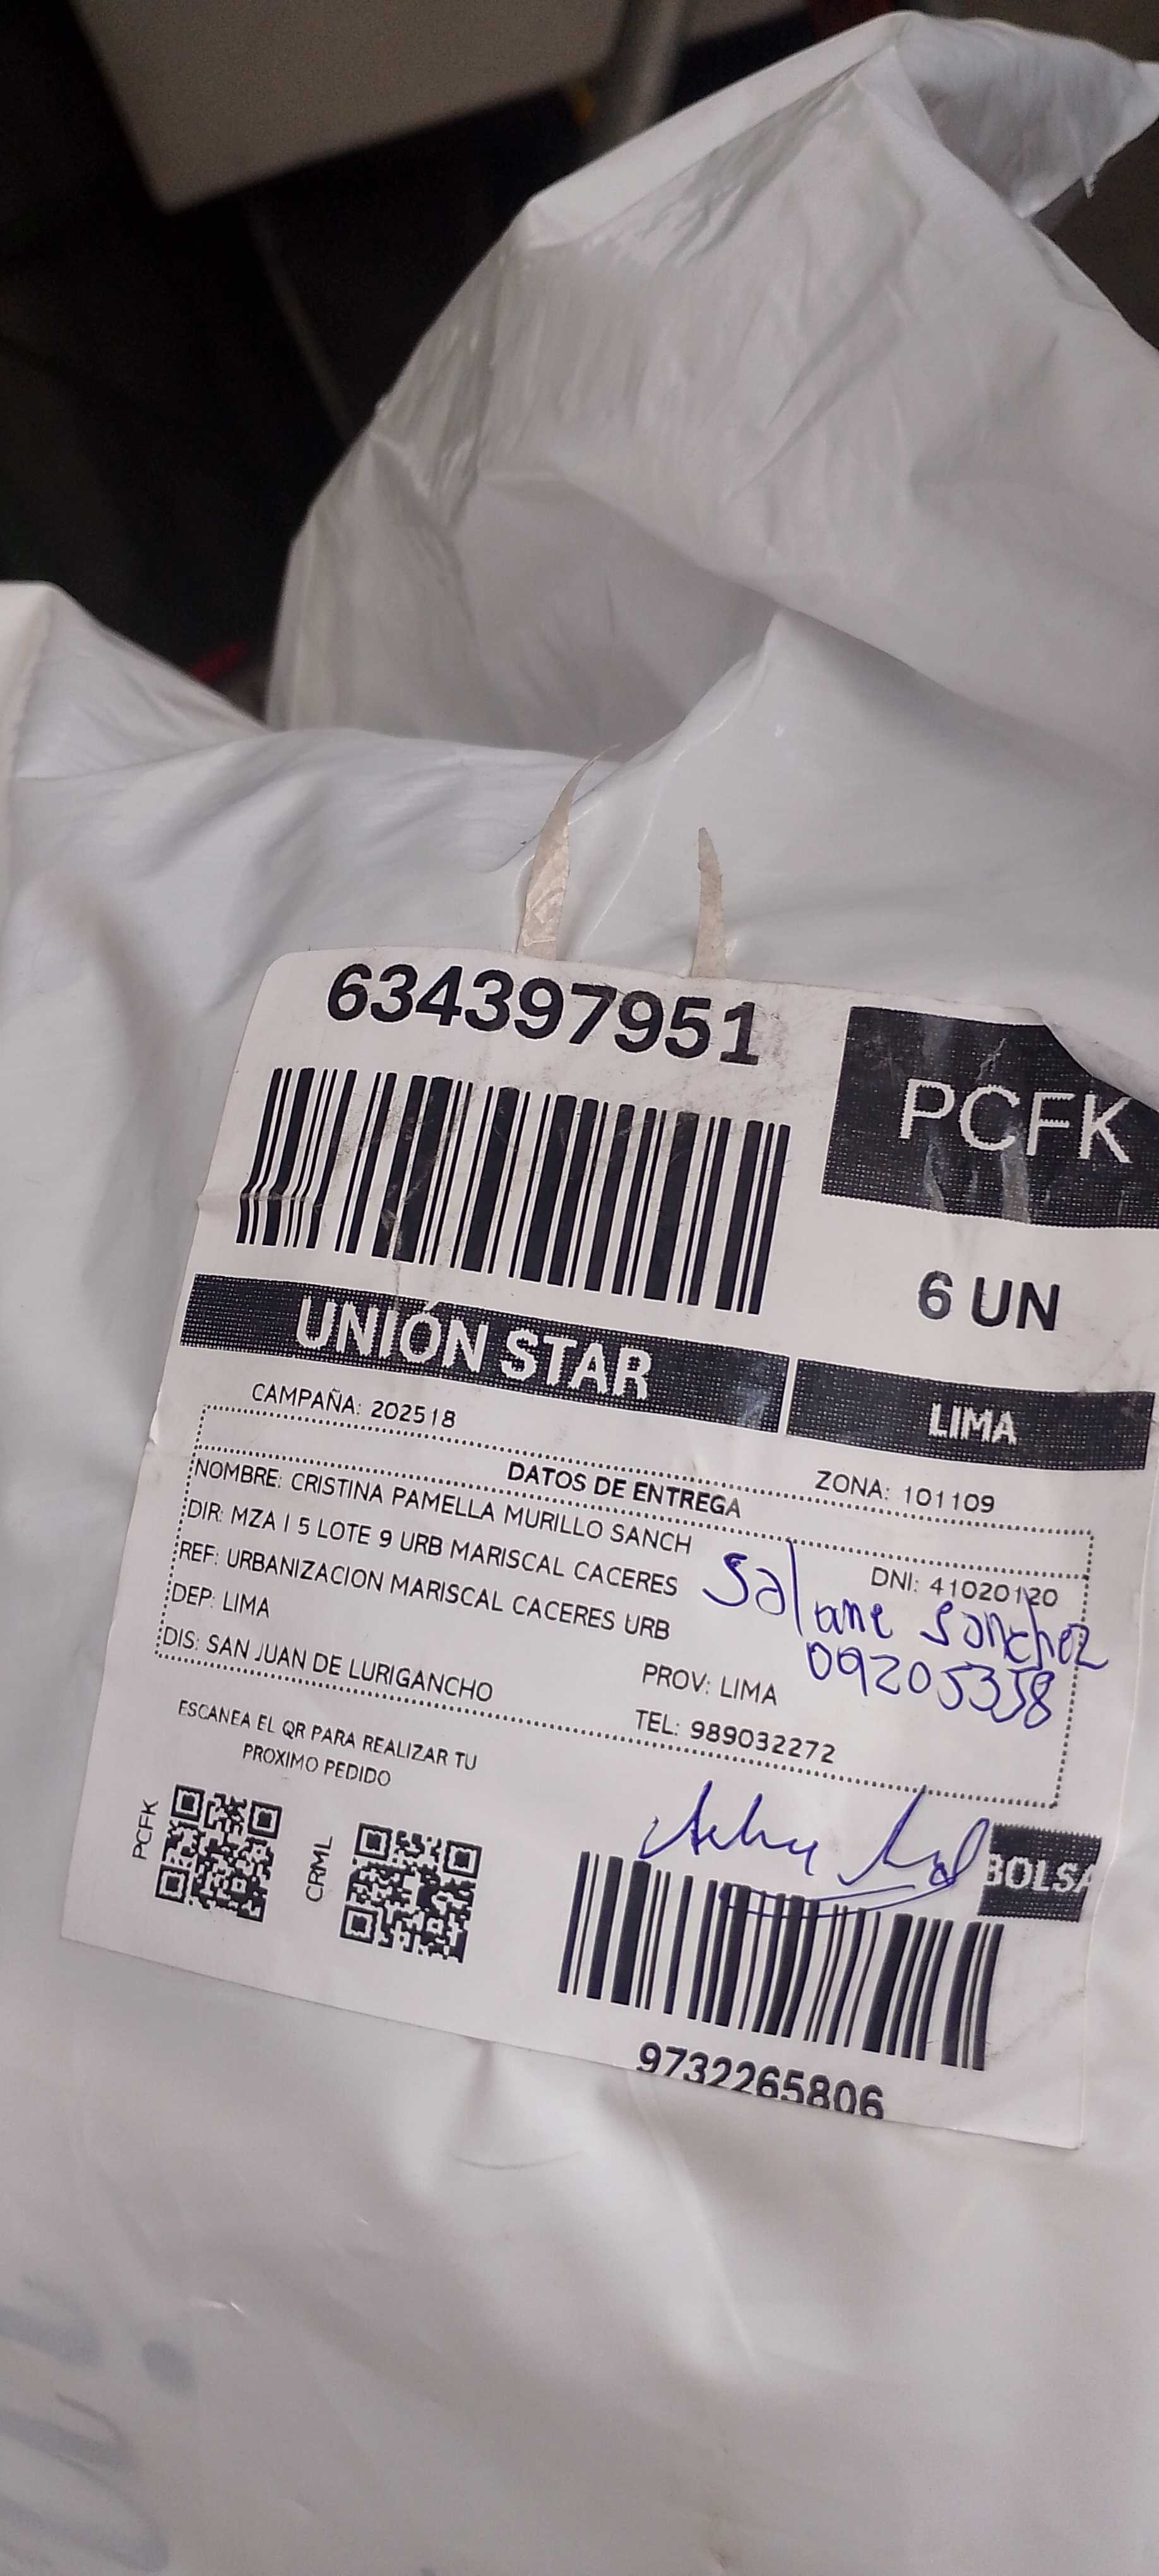 634397951
PCFK
6 UN
UNIÓN STAR
LIMA
CAMPAÑA: 202518
ZONA: 101109
DATOS DE ENTREGA
NOMBRE: CRISTINA PAMELLA MURILLO SANCH
DNI: 41020120
DIR: MZA I 5 LOTE 9 URB MARISCAL CACERES
REF: URBANIZACION MARISCAL CACERES URB
Sanchez
09205358
DEP: LIMA
PROV: LIMA
DIS: SAN JUAN DE LURIGANCHO
TEL: 989032272
ESCANEA EL QR PARA REALIZAR TU
PROXIMO PEDIDO
PCFK
CRML
BOLSA
9732265806